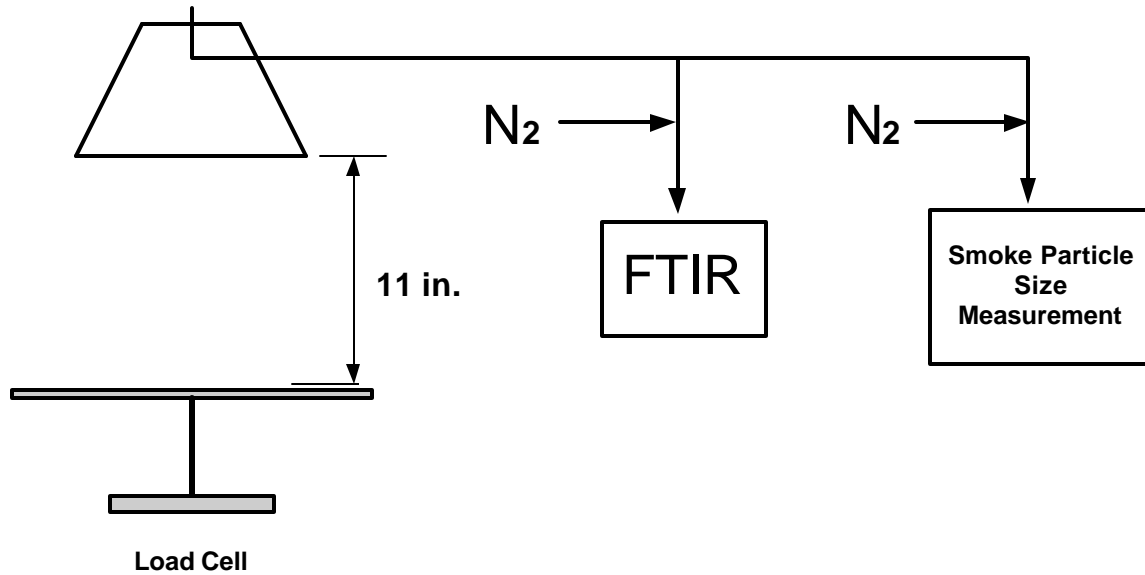 N2
N2
11 in.
FTIR
Smoke Particle
Size
Measurement
Load Cell